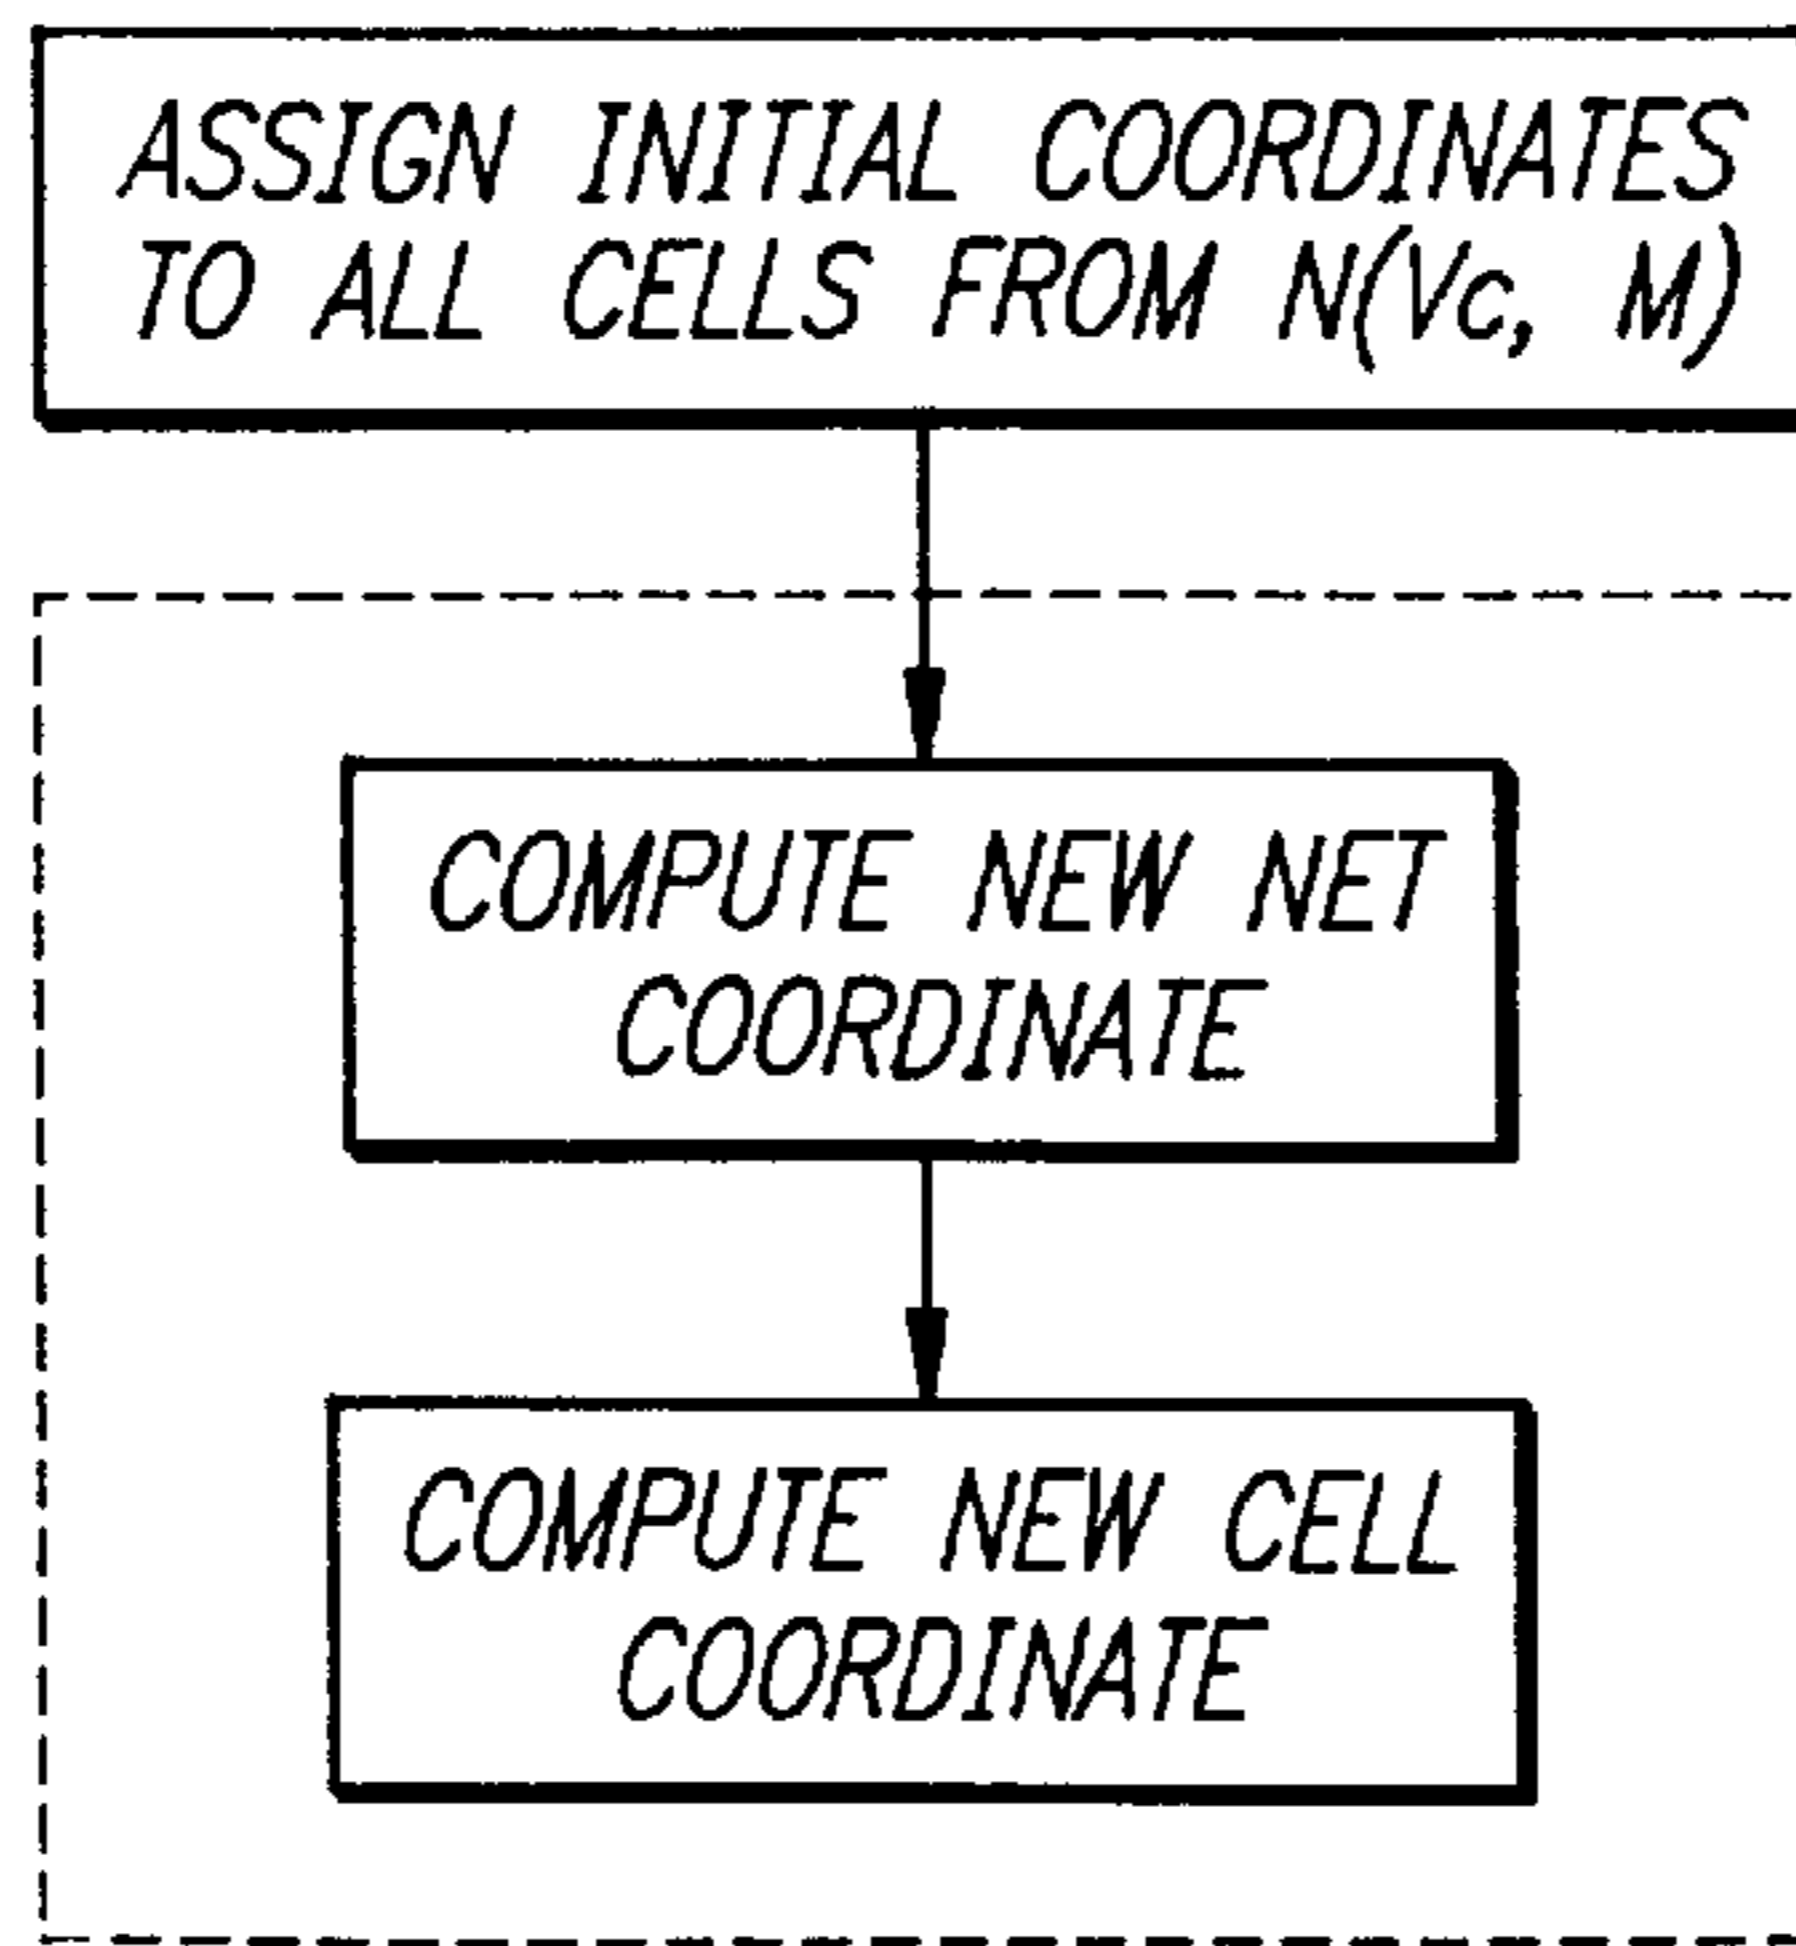 ASSIGN INITIAL COORDINATES
TO ALL CELLS FROM N(Vc, M)
COMPUTE NEW NET
COORDINATE
COMPUTE NEW CELL
COORDINATE